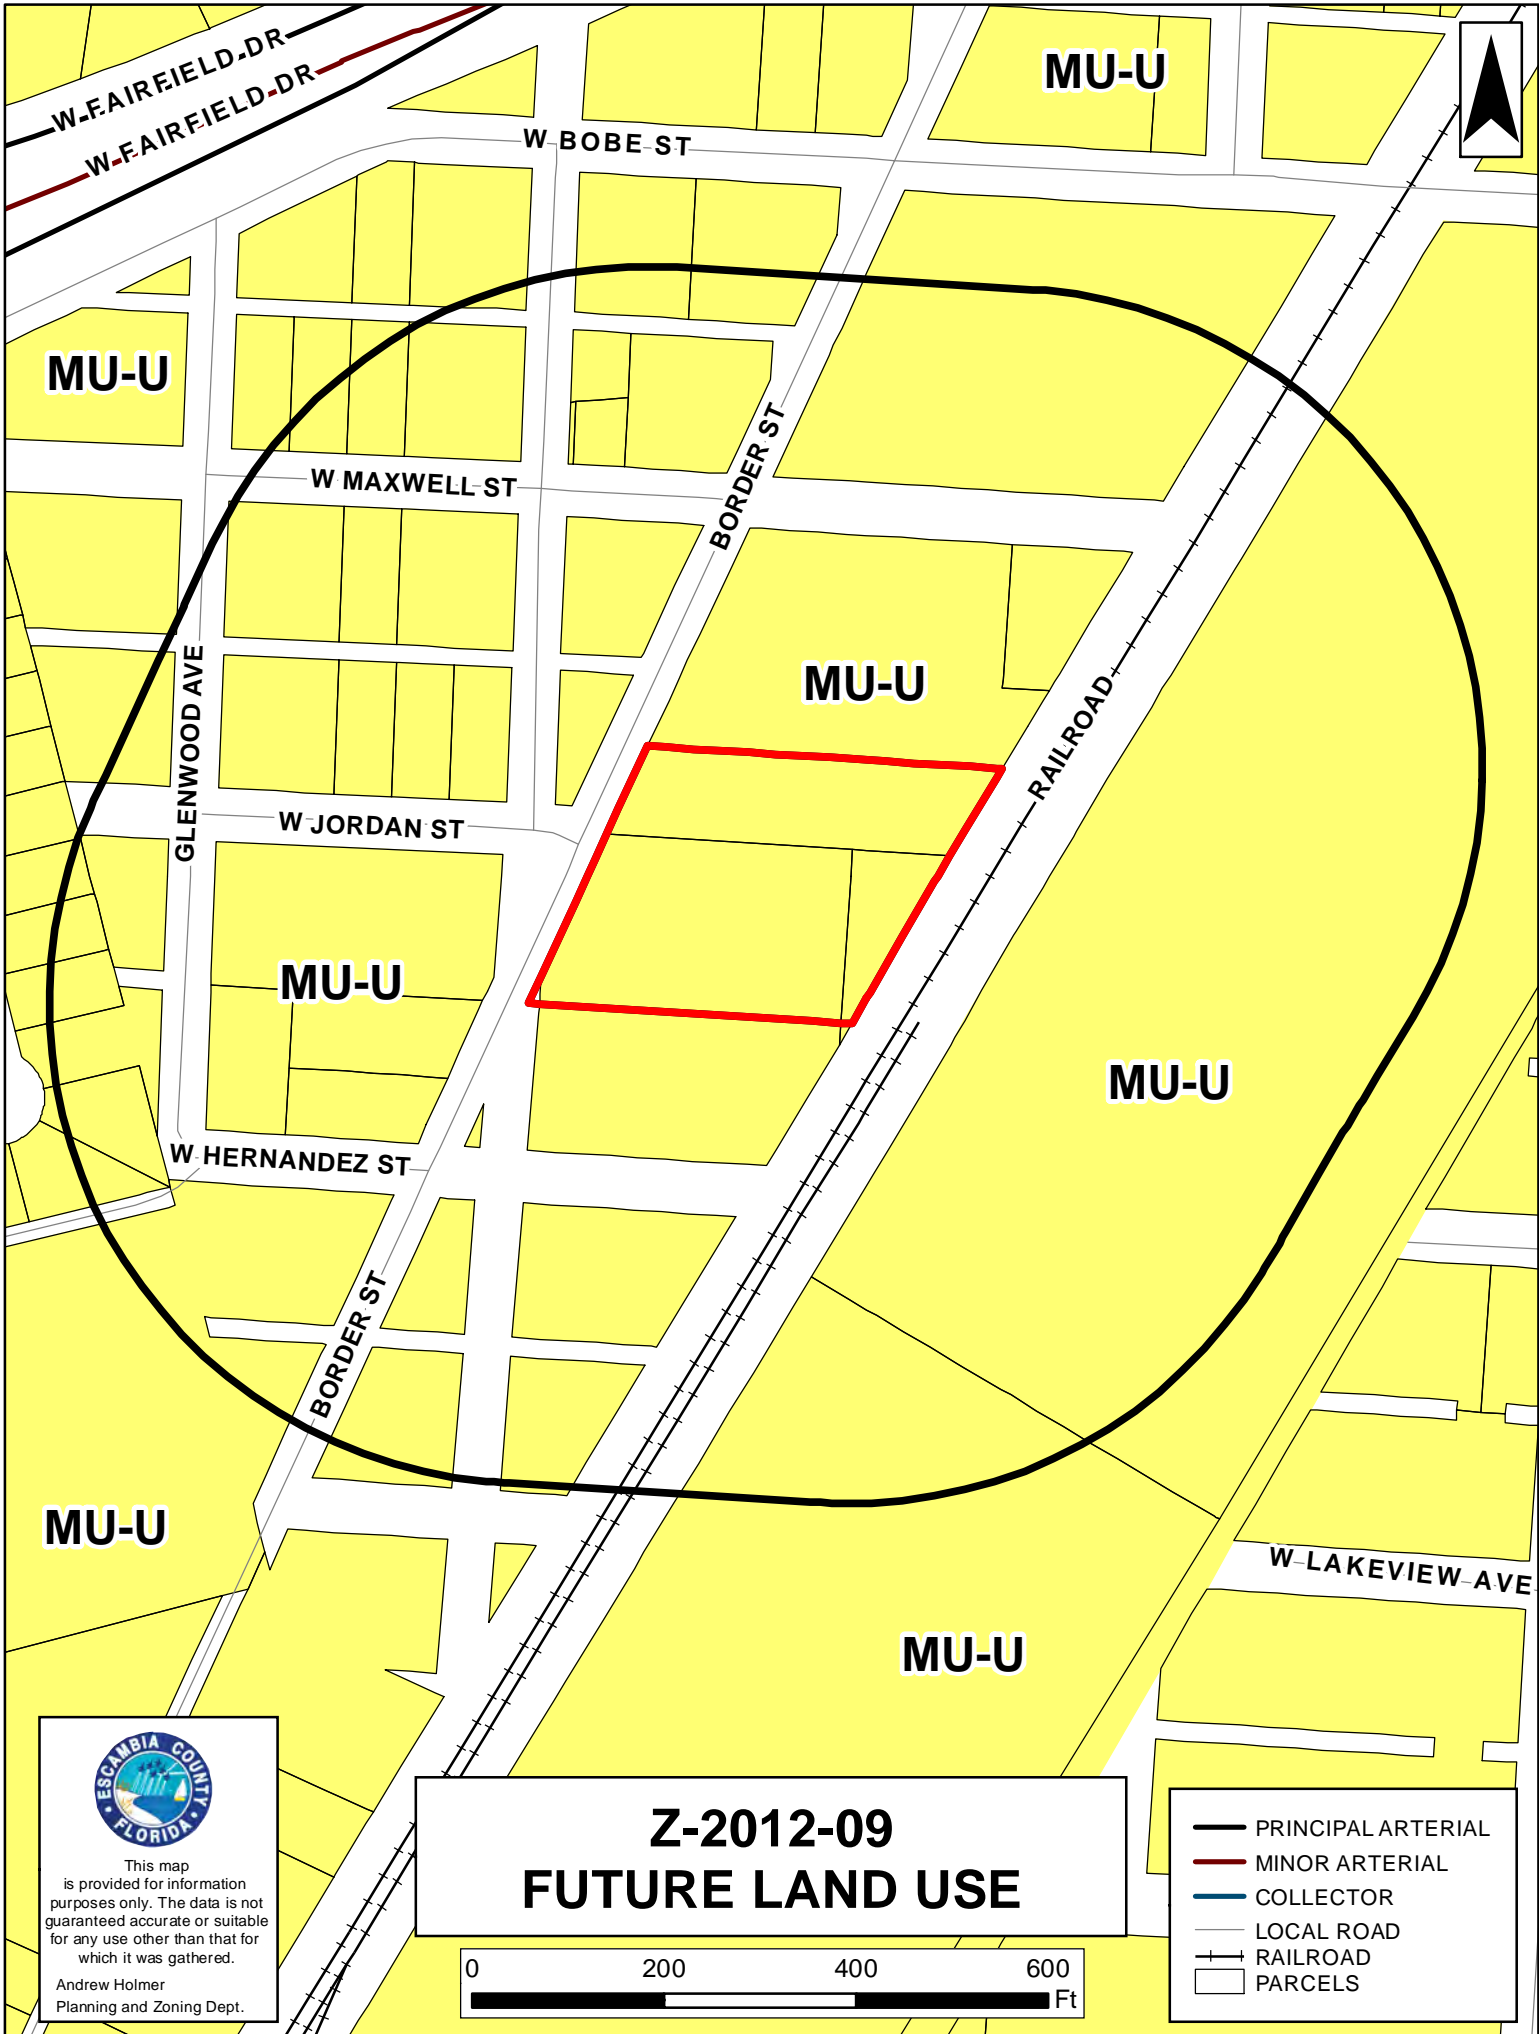 W FAIRFIELD DR
W FAIRFIELD DR
MU-U
W BOBE ST
MU-U
W MAXWELL ST
BORDER ST
GLENWOOD AVE
MU-U
RAILROAD
W JORDAN ST
MU-U
MU-U
W HERNANDEZ ST
BORDER ST
MU-U
W LAKEVIEW AVE
MU-U
ESCAMBIA COUNTY
FLORIDA
This map
is provided for information
purposes only. The data is not
guaranteed accurate or suitable
for any use other than that for
which it was gathered.
Andrew Holmer
Planning and Zoning Dept.
Z-2012-09
FUTURE LAND USE
0 200 400 600
Ft
PRINCIPAL ARTERIAL
MINOR ARTERIAL
COLLECTOR
LOCAL ROAD
RAILROAD
PARCELS